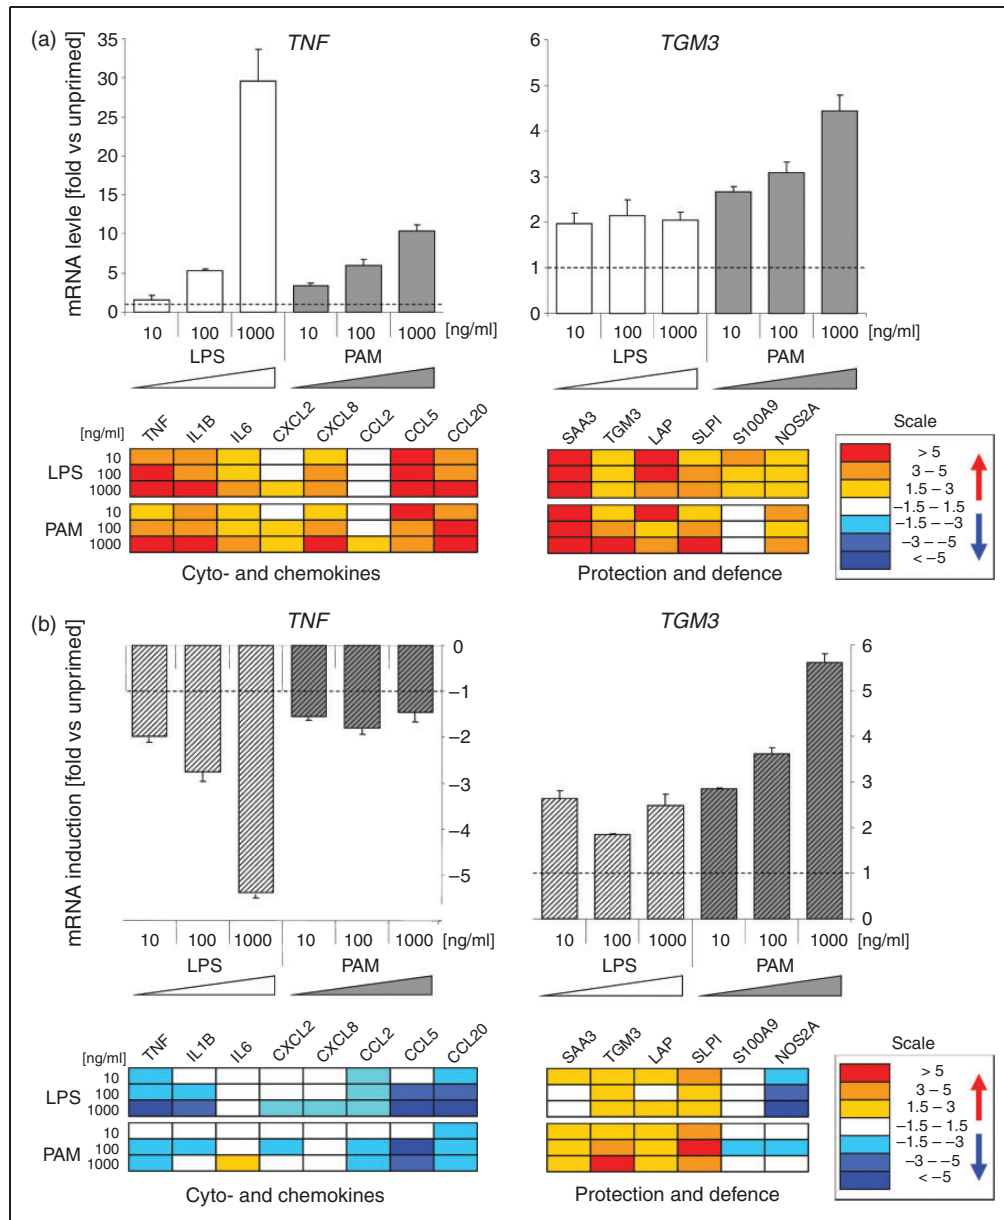 (a)
TNF
TGM3
mRNA levle [fold vs unprimed]
35
30
25
20
15
10
5
0
6
5
4
3
2
1
0
10 100 1000 10 100 1000 [ng/ml]
LPS PAM
10 100 1000 10 100 1000 [ng/ml]
LPS PAM
[ng/ml] TNF IL1B IL6 CXCL2 CXCL8 CCL2 CCL5 CCL20
LPS
10
100
1000
PAM
10
100
1000
Cyto- and chemokines
SAA3 TGM3 LAP SLPI S100A9 NOS2A
Protection and defence
Scale
> 5
3 – 5
1.5 – 3
–1.5 – 1.5
–1.5 – –3
–3 – –5
< –5
(b)
TNF
TGM3
mRNA induction [fold vs unprimed]
0
–1
–2
–3
–4
–5
6
5
4
3
2
1
0
10 100 1000 10 100 1000 [ng/ml]
LPS PAM
10 100 1000 10 100 1000 [ng/ml]
LPS PAM
[ng/ml] TNF IL1B IL6 CXCL2 CXCL8 CCL2 CCL5 CCL20
LPS
10
100
1000
PAM
10
100
1000
Cyto- and chemokines
SAA3 TGM3 LAP SLPI S100A9 NOS2A
Protection and defence
Scale
> 5
3 – 5
1.5 – 3
–1.5 – 1.5
–1.5 – –3
–3 – –5
< –5